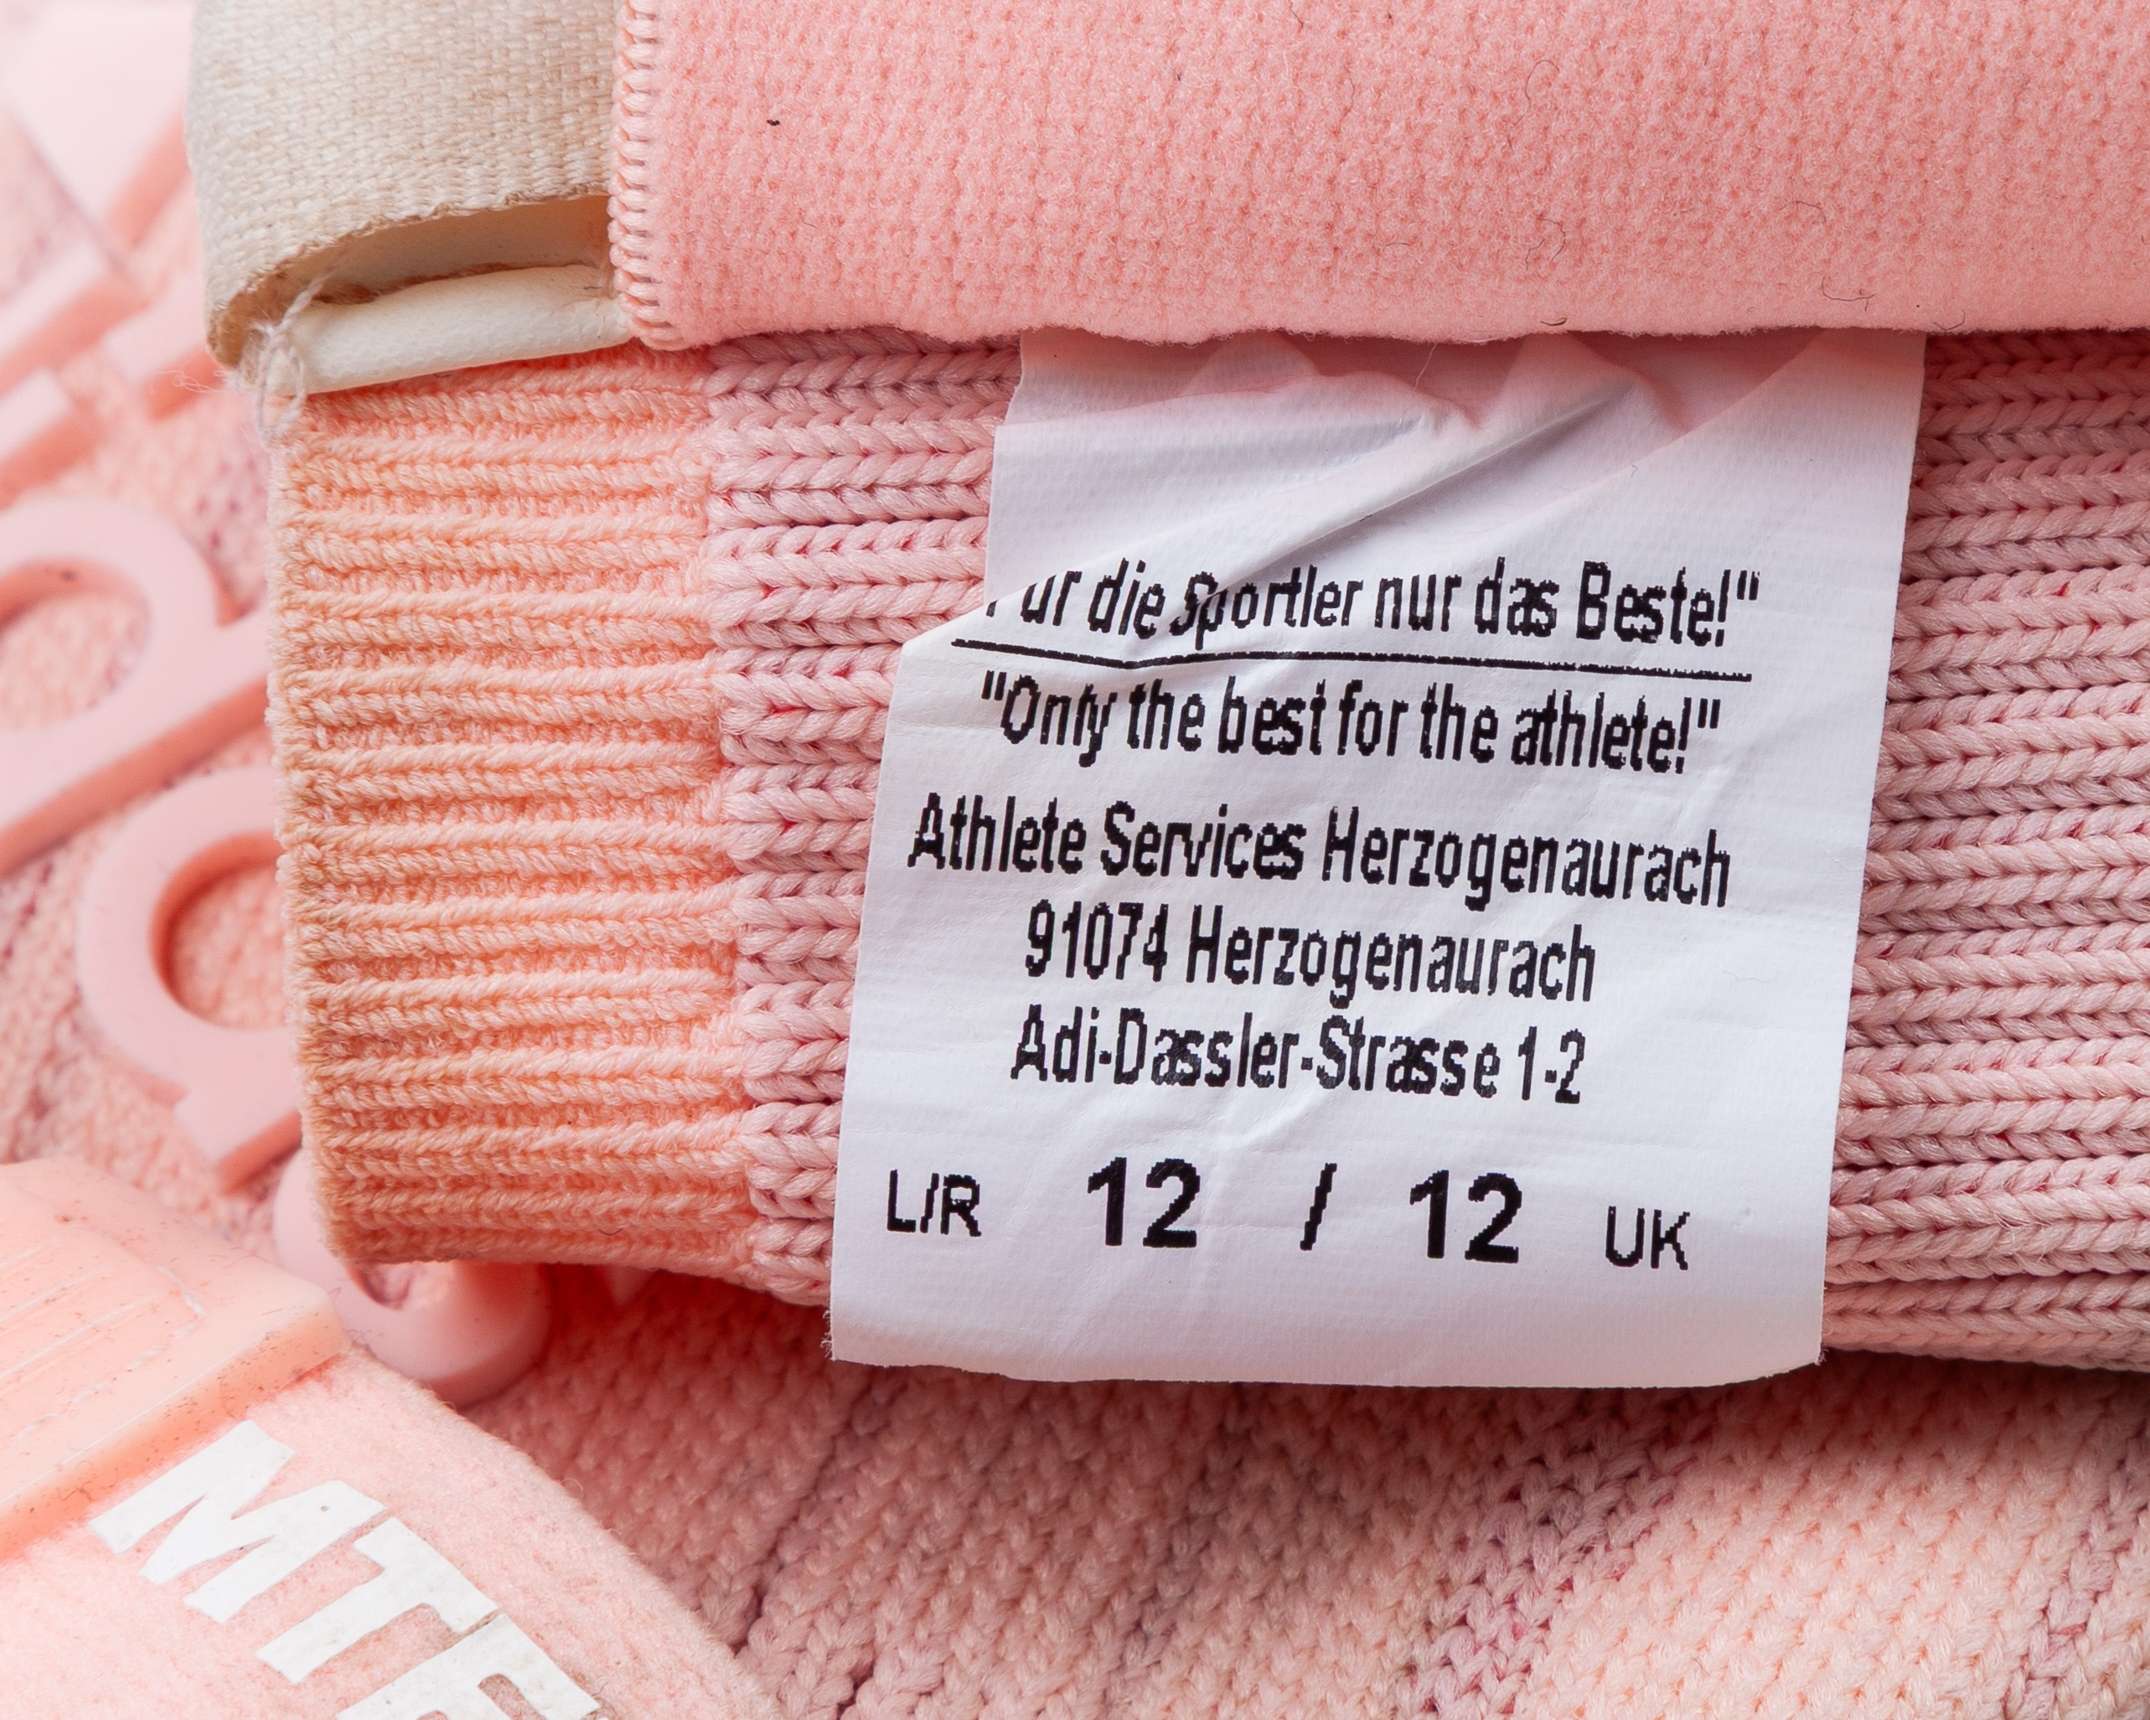 die Sportler nur das Beste!"
"Only the best for the athlete!"
Athlete Services Herzogenaurach
91074 Herzogenaurach
Adi-Dassler-Strasse 1-2
L/R 12 / 12 UK